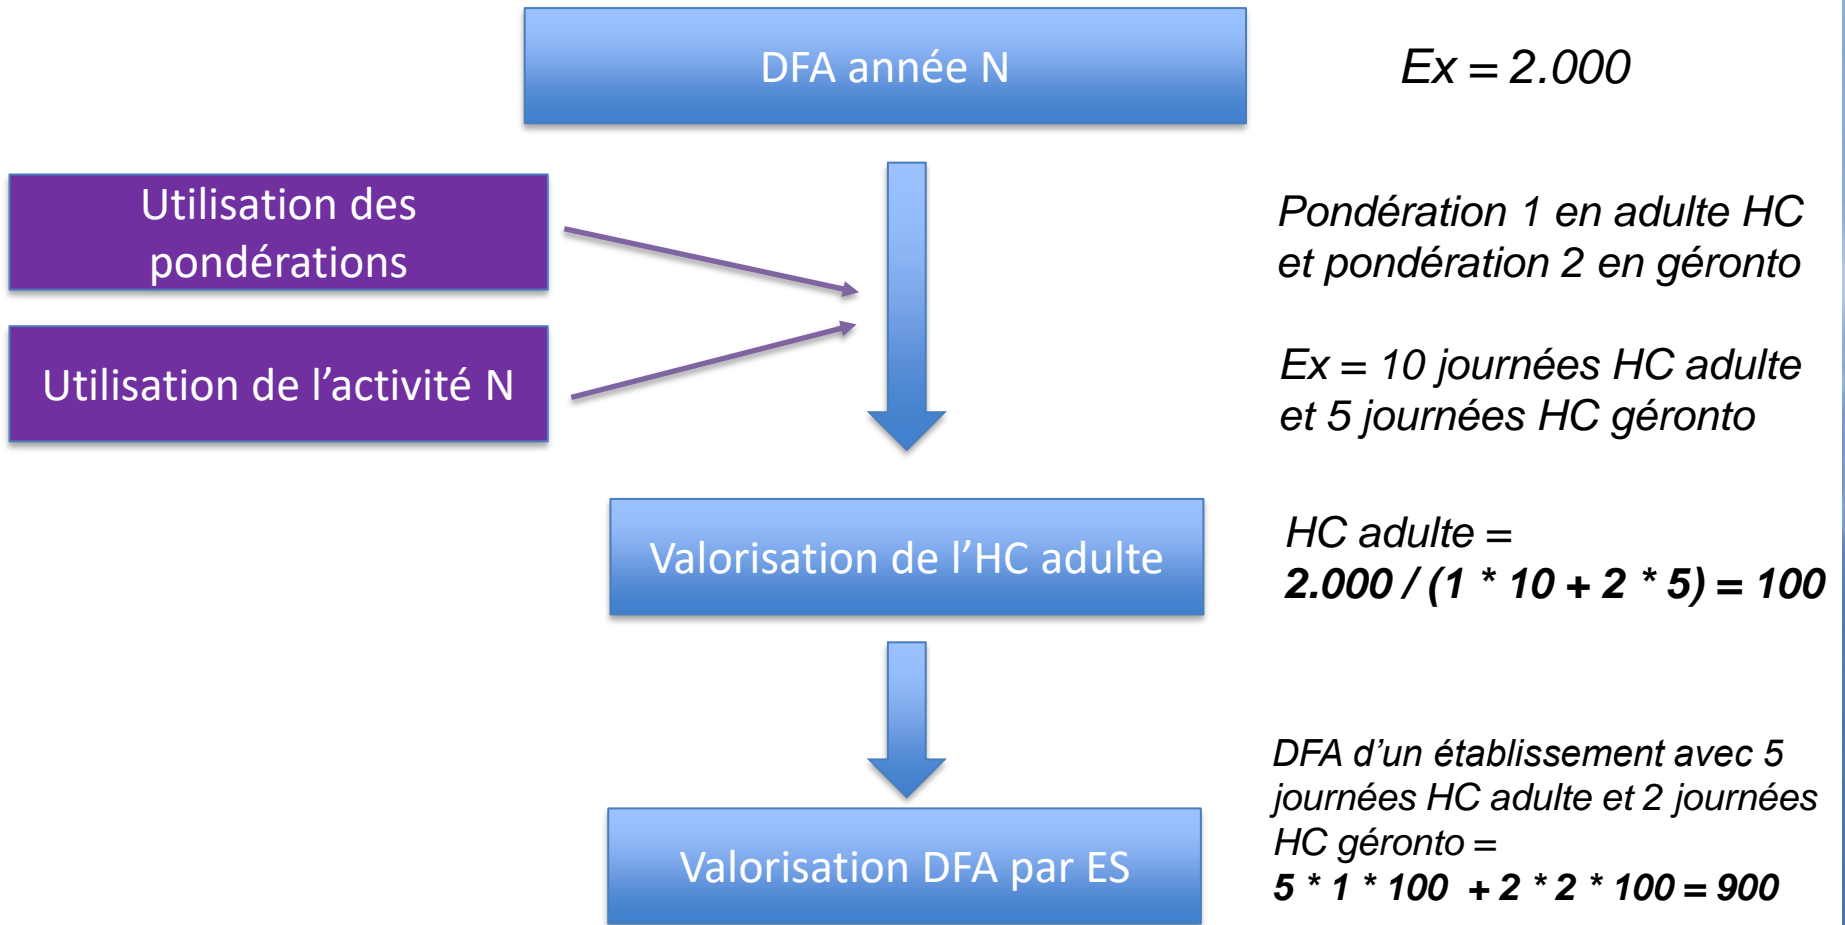 DFA année N
Ex = 2.000
Utilisation des
pondérations
Pondération 1 en adulte HC
et pondération 2 en géronto
Utilisation de l’activité N
Ex = 10 journées HC adulte
et 5 journées HC géronto
Valorisation de l’HC adulte
HC adulte =
2.000 / (1 * 10 + 2 * 5) = 100
Valorisation DFA par ES
DFA d’un établissement avec 5
journées HC adulte et 2 journées
HC géronto =
5 * 1 * 100 + 2 * 2 * 100 = 900